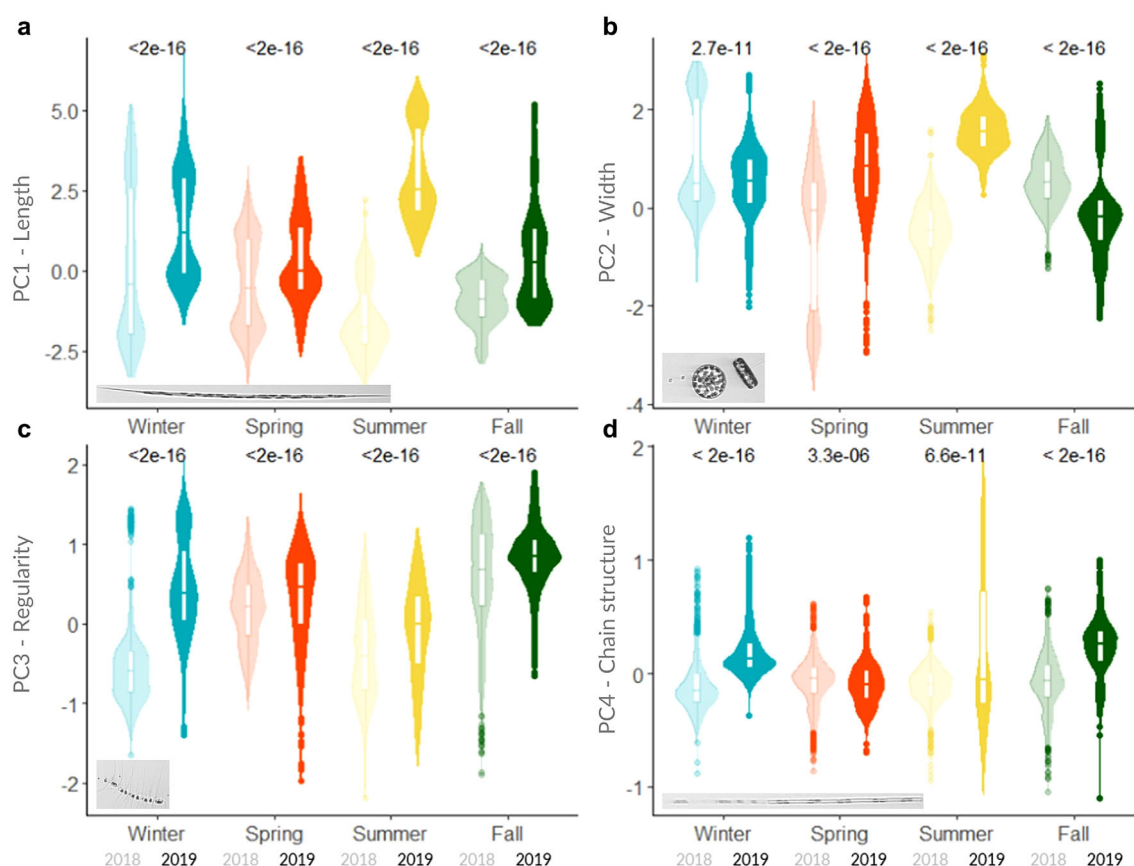 a
<2e-16 <2e-16 <2e-16 <2e-16
PC1 - Length
5.0
2.5
0.0
-2.5
Winter Spring Summer Fall
b
2.7e-11 < 2e-16 < 2e-16 < 2e-16
PC2 - Width
2
0
-2
-4
Winter Spring Summer Fall
c
<2e-16 <2e-16 <2e-16 <2e-16
PC3 - Regularity
2
1
0
-1
-2
Winter Spring Summer Fall
2018 2019 2018 2019 2018 2019 2018 2019
d
< 2e-16 3.3e-06 6.6e-11 < 2e-16
PC4 - Chain structure
2
1
0
-1
Winter Spring Summer Fall
2018 2019 2018 2019 2018 2019 2018 2019